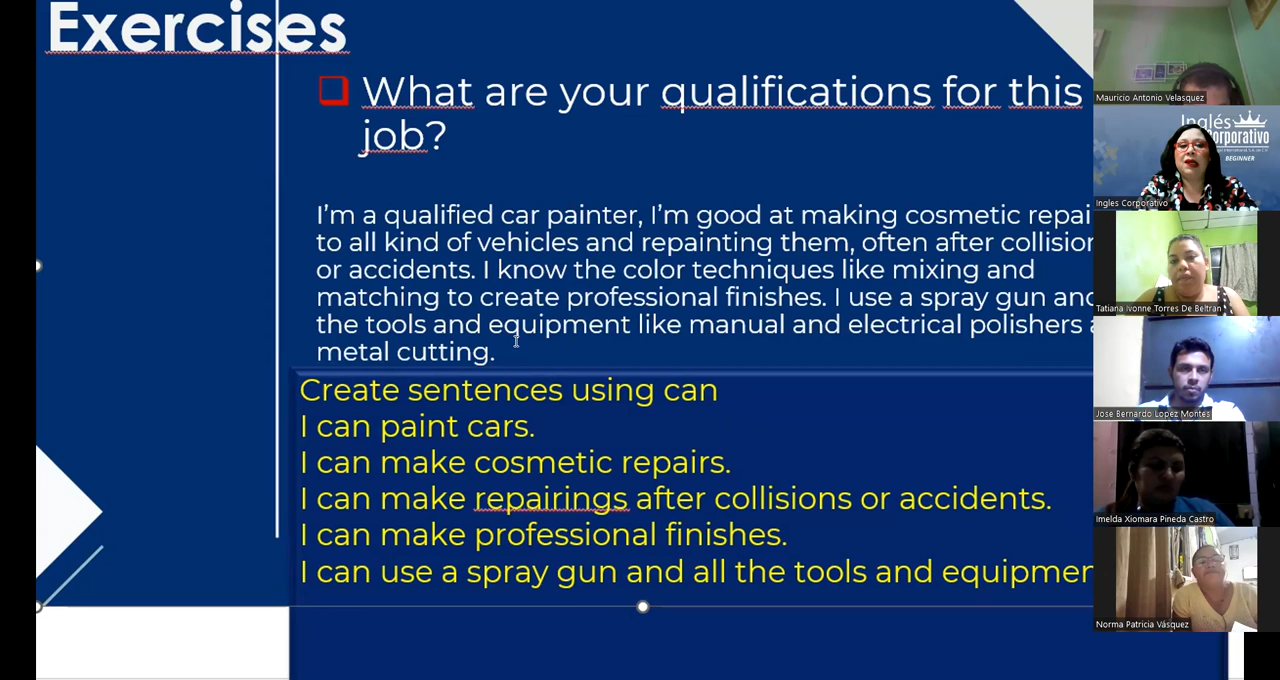 Exercises
What are your qualifications for this
job?
I'm a qualified car painter, I'm good at making cosmetic repai
to all kind of vehicles and repainting them, often after collision
or accidents. I know the color techniques like mixing and
matching to create professional finishes. I use a spray gun and
the tools and equipment like manual and electrical polishers a
metal cutting.
Create sentences using can
I can paint cars.
I can make cosmetic repairs.
I can make repairings after collisions or accidents.
I can make professional finishes.
I can use a spray gun and all the tools and equipmen
Mauricio Antonio Velasquez
Inglés
orporativo
BEGINNER
Ingles Corporativo
Tatiana Ivonne Torres De Beltran
Jose Bernardo Lopez Montes
Imelda Xiomara Pineda Castro
Norma Patricia Vásquez